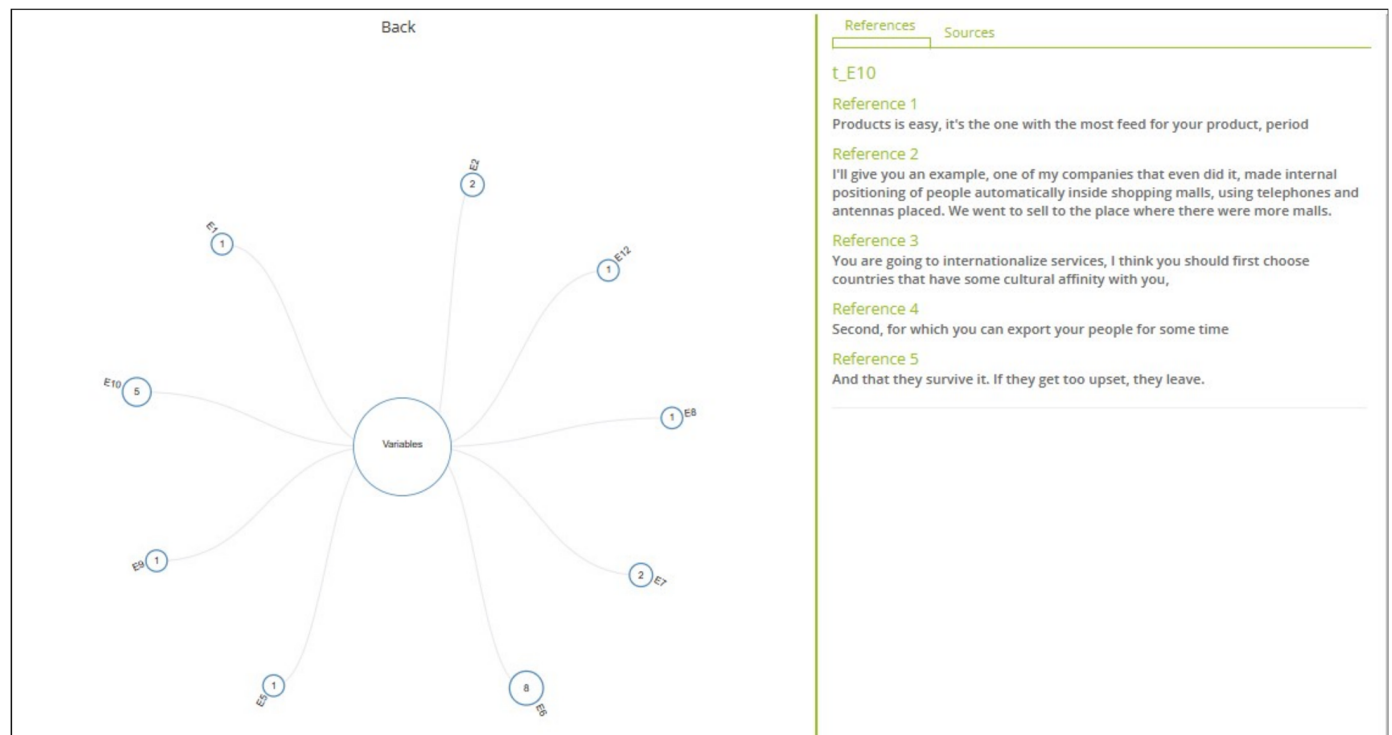 Back
E2
2
E1
1
E12
1
E10
5
1
E8
Variables
E9
1
2
E7
1
E5
8
E6
References
Sources
t_E10
Reference 1
Products is easy, it's the one with the most feed for your product, period
Reference 2
I'll give you an example, one of my companies that even did it, made internal
positioning of people automatically inside shopping malls, using telephones and
antennas placed. We went to sell to the place where there were more malls.
Reference 3
You are going to internationalize services, I think you should first choose
countries that have some cultural affinity with you,
Reference 4
Second, for which you can export your people for some time
Reference 5
And that they survive it. If they get too upset, they leave.